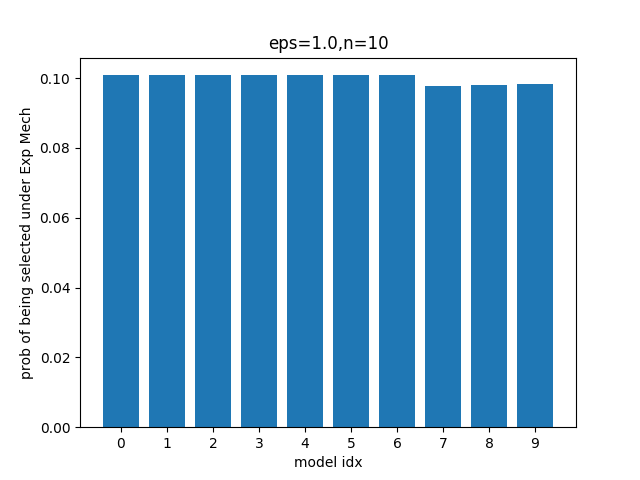 eps=1.0,n=10
prob of being selected under Exp Mech
0.10
0.08
0.06
0.04
0.02
0.00
0 1 2 3 4 5 6 7 8 9
model idx